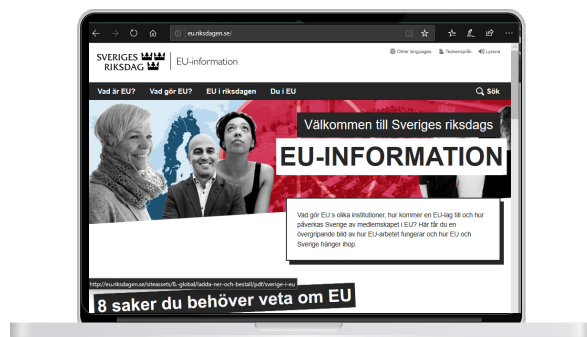 eu.riksdagen.se/
Other languages Teckenspråk Lyssna
SVERIGES
RIKSDAG
EU-information
Vad är EU? Vad gör EU? EU i riksdagen Du i EU Sök
Välkommen till Sveriges riksdags
EU-INFORMATION
Vad gör EU:s olika institutioner, hur kommer en EU-lag till och hur
påverkas Sverige av medlemskapet i EU? Här får du en
övergripande bild av hur EU-arbetet fungerar och hur EU och
Sverige hänger ihop.
http://eu.riksdagen.se/siteassets/8.-global/ladda-ner-och-bestall/pdf/sverige-i-eu
8 saker du behöver veta om EU